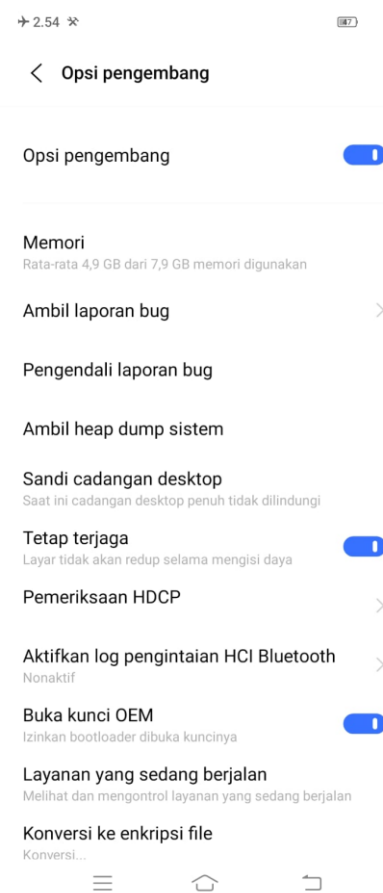 2.54
87
Opsi pengembang
Opsi pengembang
Memori
Rata-rata 4,9 GB dari 7,9 GB memori digunakan
Ambil laporan bug
Pengendali laporan bug
Ambil heap dump sistem
Sandi cadangan desktop
Saat ini cadangan desktop penuh tidak dilindungi
Tetap terjaga
Layar tidak akan redup selama mengisi daya
Pemeriksaan HDCP
Aktifkan log pengintaian HCI Bluetooth
Nonaktif
Buka kunci OEM
Izinkan bootloader dibuka kuncinya
Layanan yang sedang berjalan
Melihat dan mengontrol layanan yang sedang berjalan
Konversi ke enkripsi file
Konversi...